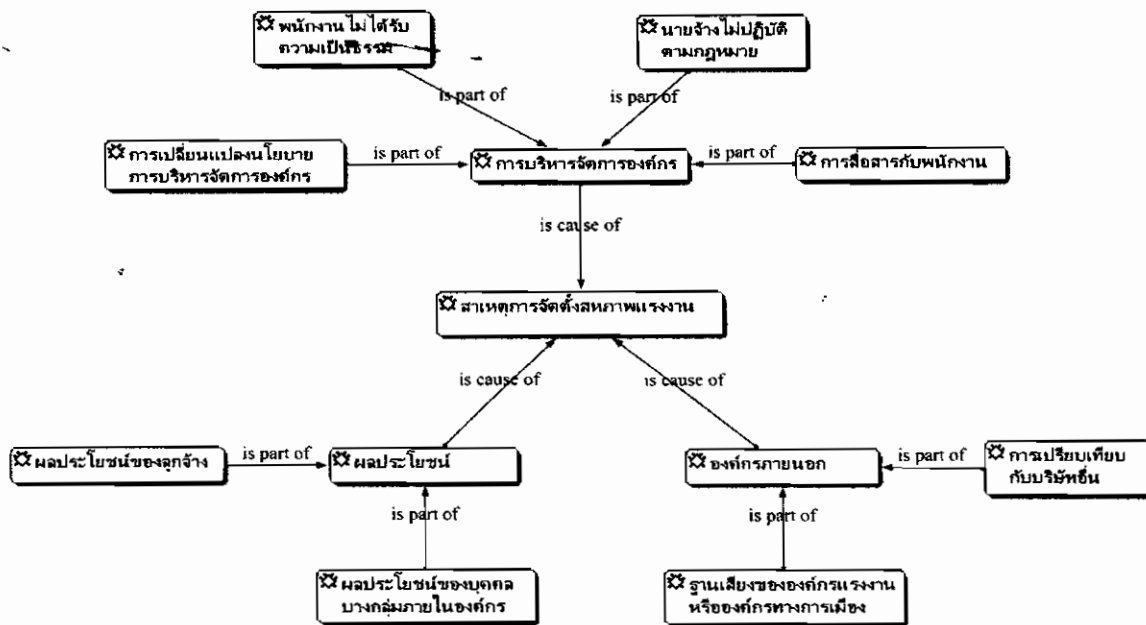 พนักงานไม่ได้รับ
ความเป็นธรรม
นายจ้างไม่ปฏิบัติ
ตามกฎหมาย
is part of
is part of
การเปลี่ยนแปลงนโยบาย
การบริหารจัดการองค์กร
is part of
การบริหารจัดการองค์กร
is part of
การสื่อสารกับพนักงาน
is cause of
สาเหตุการจัดตั้งสหภาพแรงงาน
is cause of
is cause of
ผลประโยชน์ของลูกจ้าง
is part of
ผลประโยชน์
องค์กรภายนอก
is part of
การเปรียบเทียบ
กับบริษัทอื่น
is part of
is part of
ผลประโยชน์ของบุคคล
บางกลุ่มภายในองค์กร
ฐานเสียงขององค์กรแรงงาน
หรือองค์กรทางการเมือง